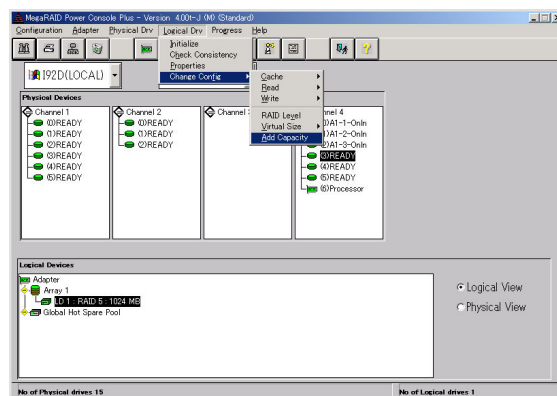 MegaRAID Power Console Plus - Version 4.00t-J (M) (Standard)
Configuration Adapter Physical Drv Logical Drv Progress Help
Initialize
Check Consistency
Properties
Change Config
Cache
Read
Write
RAID Level
Virtual Size
Add Capacity
I92D(LOCAL)
Physical Devices
Channel 1
(0)READY
(1)READY
(2)READY
(3)READY
(4)READY
(5)READY
Channel 2
(0)READY
(1)READY
(2)READY
Channel
nel 4
0)A1-1-Onln
1)A1-2-Onln
2)A1-3-Onln
(3)READY
(4)READY
(5)READY
(6)Processor
Logical Devices
Adapter
Array 1
LD 1 : RAID 5 : 1024 MB
Global Hot Spare Pool
Logical View
Physical View
No of Physical drives 15
No of Logical drives 1